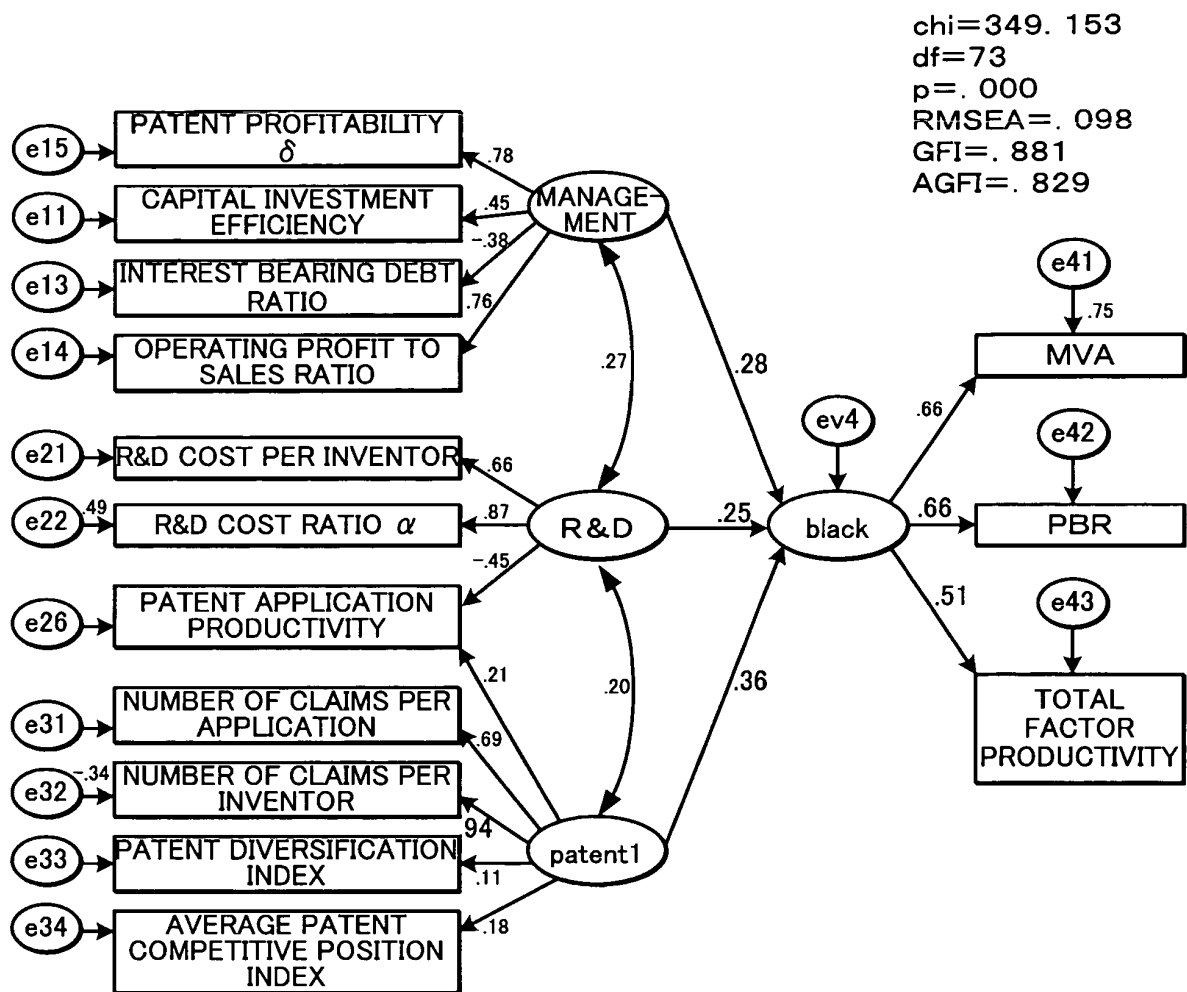 chi=349. 153
df=73
p=. 000
RMSEA=. 098
GFI=. 881
AGFI=. 829
e15
PATENT PROFITABILITY
δ
.78
e11
CAPITAL INVESTMENT
EFFICIENCY
.45
MANAGE-
MENT
e13
INTEREST BEARING DEBT
RATIO
-.38
e14
OPERATING PROFIT TO
SALES RATIO
.76
.27
.28
e41
.75
MVA
e21
R&D COST PER INVENTOR
.66
e22
.49
R&D COST RATIO α
.87
R&D
.25
ev4
black
.66
e42
.66
PBR
e26
PATENT APPLICATION
PRODUCTIVITY
-.45
.21
.20
.36
.51
e43
TOTAL
FACTOR
PRODUCTIVITY
e31
NUMBER OF CLAIMS PER
APPLICATION
.69
e32
-.34
NUMBER OF CLAIMS PER
INVENTOR
94
patent1
e33
PATENT DIVERSIFICATION
INDEX
.11
e34
AVERAGE PATENT
COMPETITIVE POSITION
INDEX
.18